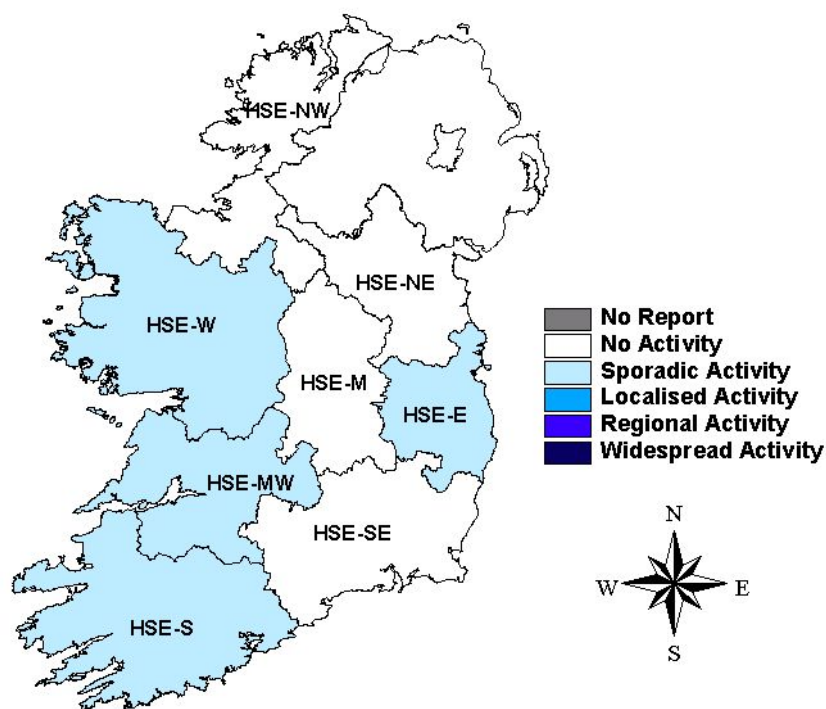 HSE-NW
HSE-NE
HSE-W
HSE-M
HSE-E
HSE-MW
HSE-SE
HSE-S
No Report
No Activity
Sporadic Activity
Localised Activity
Regional Activity
Widespread Activity
N
W
E
S